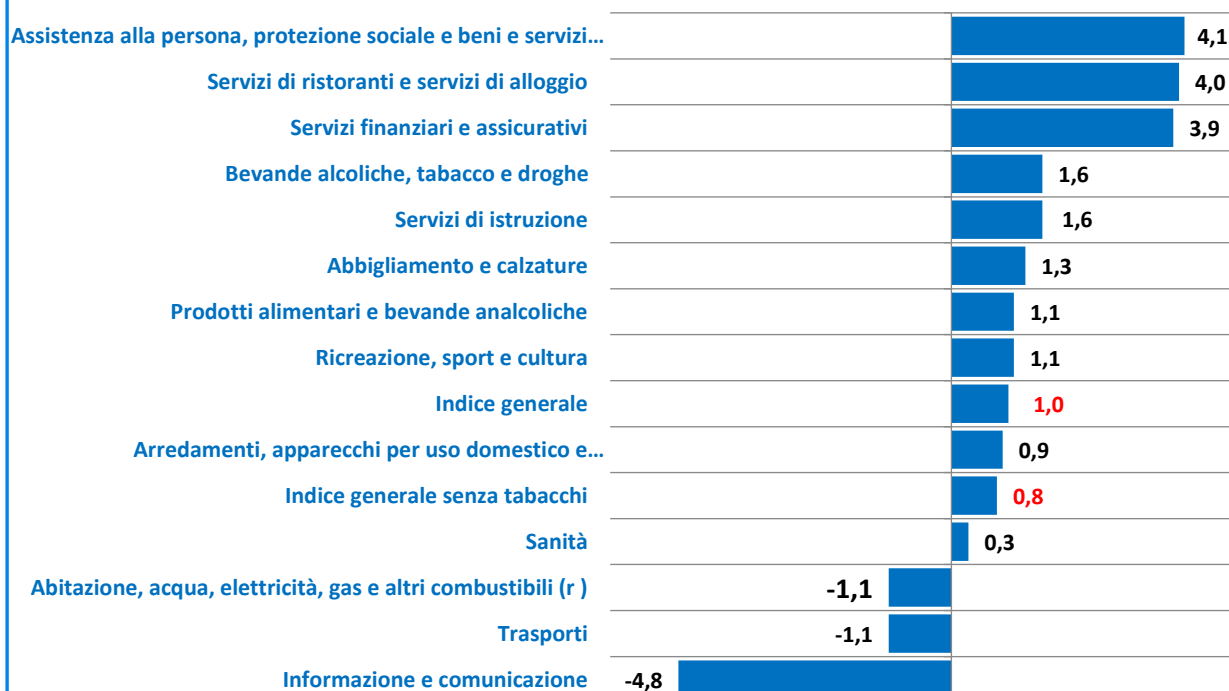 Assistenza alla persona, protezione sociale e beni e servizi… 4,1
Servizi di ristoranti e servizi di alloggio 4,0
Servizi finanziari e assicurativi 3,9
Bevande alcoliche, tabacco e droghe 1,6
Servizi di istruzione 1,6
Abbigliamento e calzature 1,3
Prodotti alimentari e bevande analcoliche 1,1
Ricreazione, sport e cultura 1,1
Indice generale 1,0
Arredamenti, apparecchi per uso domestico e… 0,9
Indice generale senza tabacchi 0,8
Sanità 0,3
Abitazione, acqua, elettricità, gas e altri combustibili (r ) -1,1
Trasporti -1,1
Informazione e comunicazione -4,8